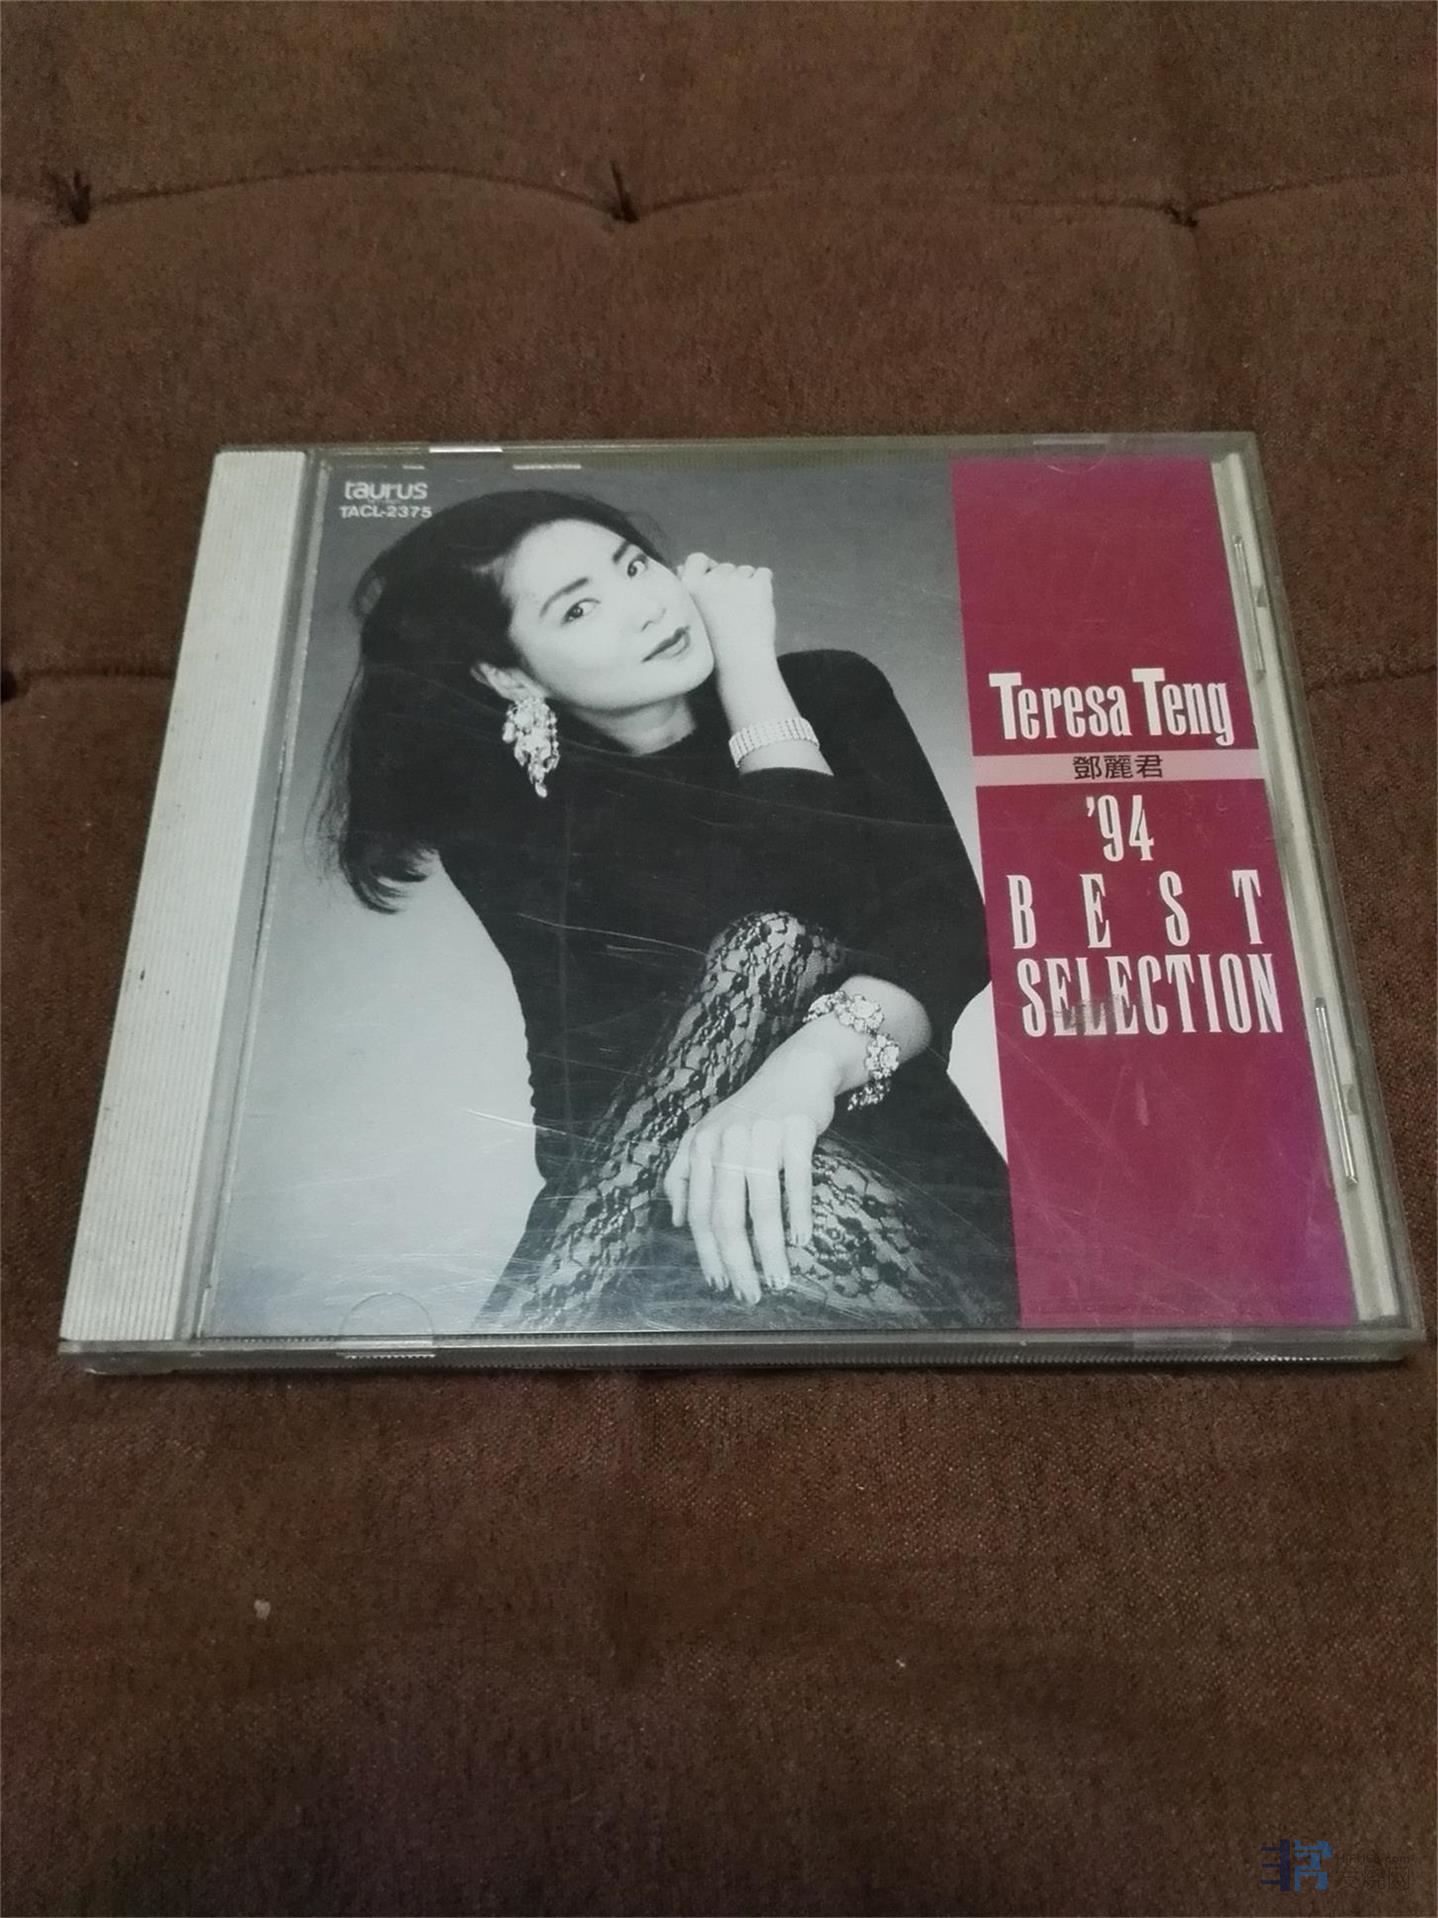 taurus
TACL-2375
Teresa Teng
鄧麗君
'94
BEST
SELECTION